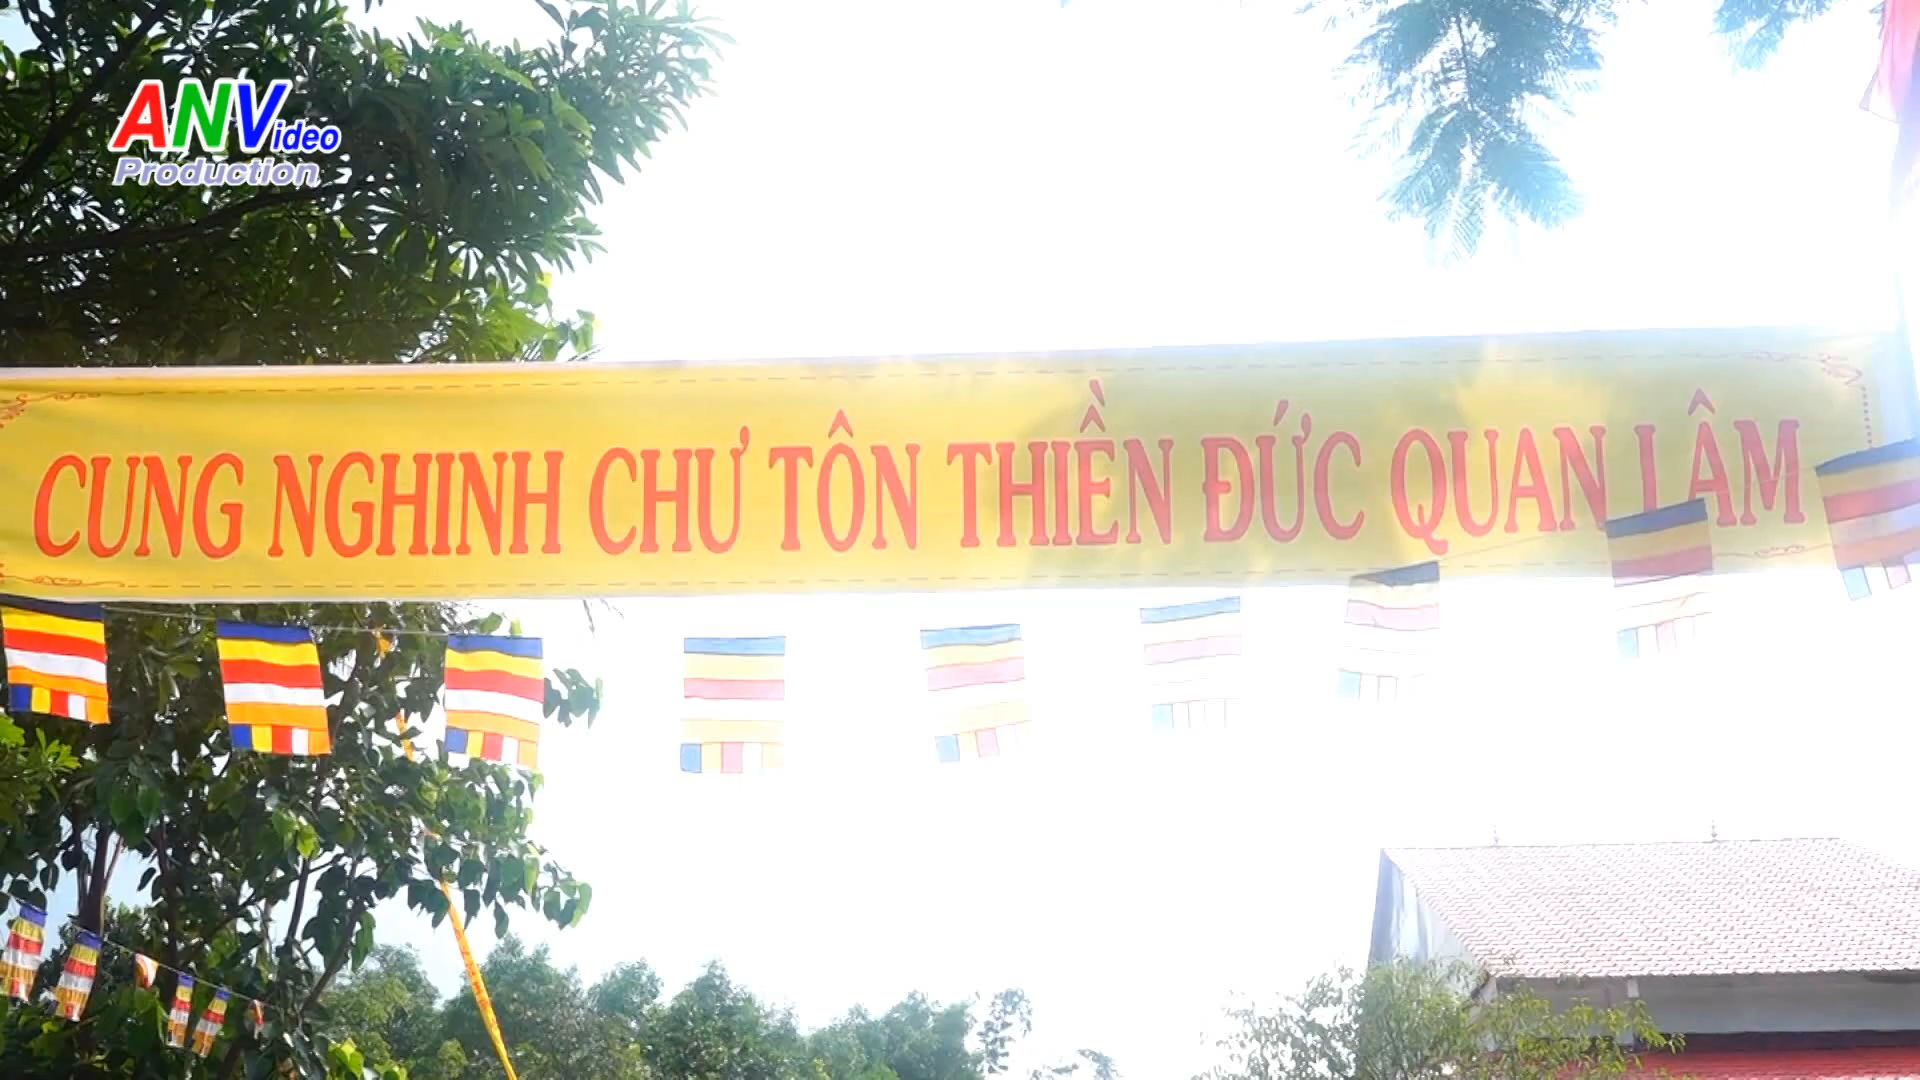 ANVideo
Production
CUNG NGHINH CHƯ TÔN THIỀN ĐỨC QUAN LÂM